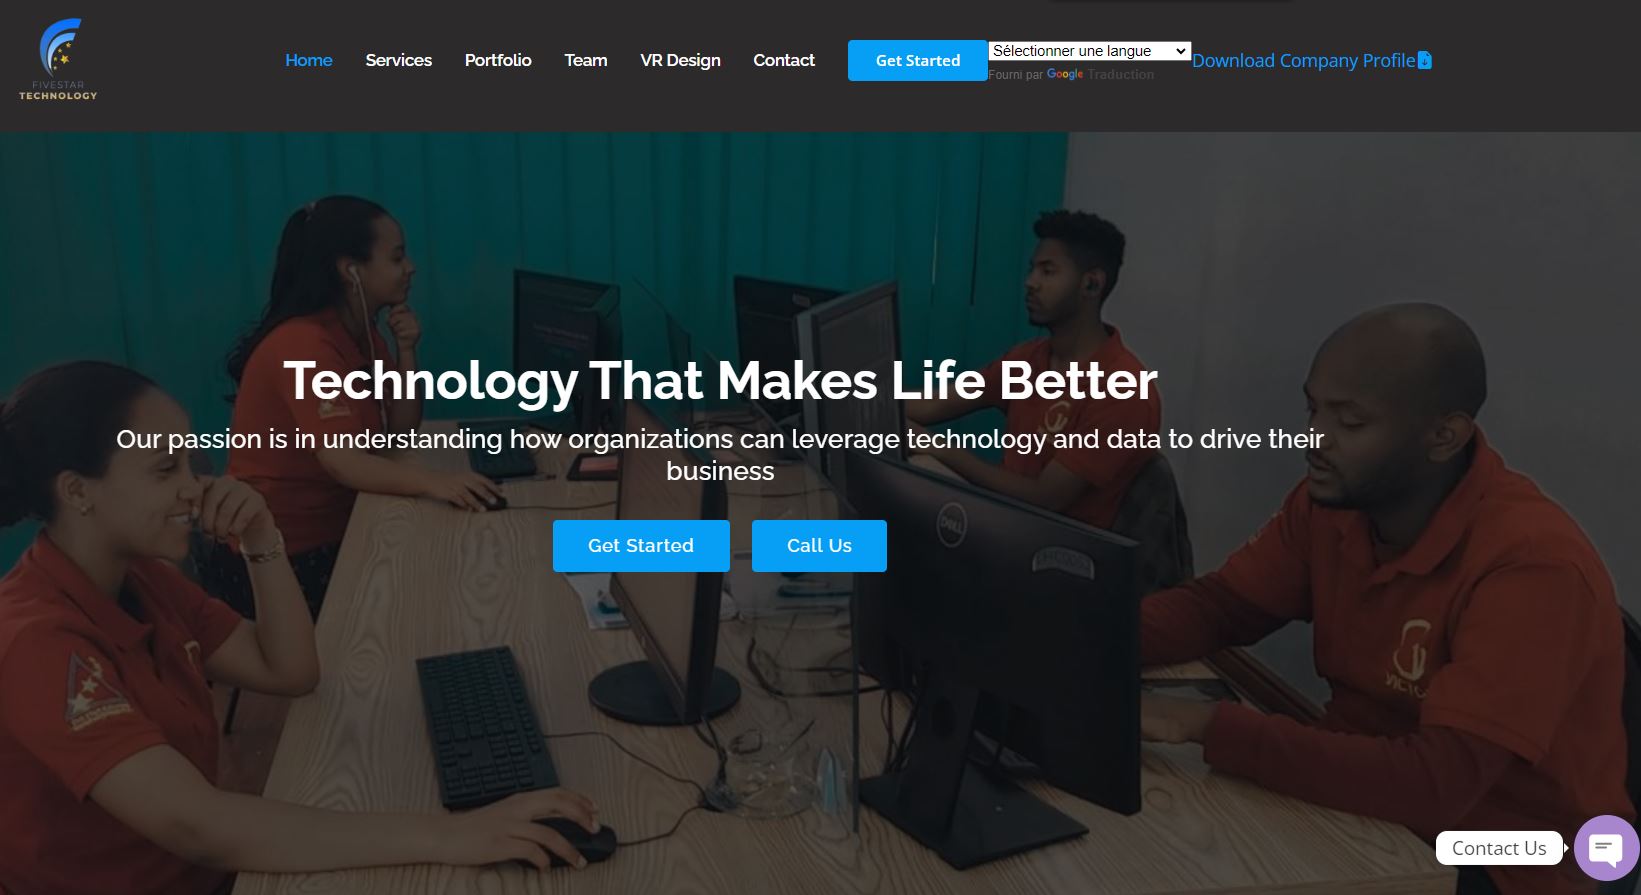 FIVESTAR
TECHNOLOGY
Home
Services
Portfolio
Team
VR Design
Contact
Get Started
Sélectionner une langue
Fourni par Google Traduction
Download Company Profile
Technology That Makes Life Better
Our passion is in understanding how organizations can leverage technology and data to drive their
business
Get Started
Call Us
DELL
Contact Us